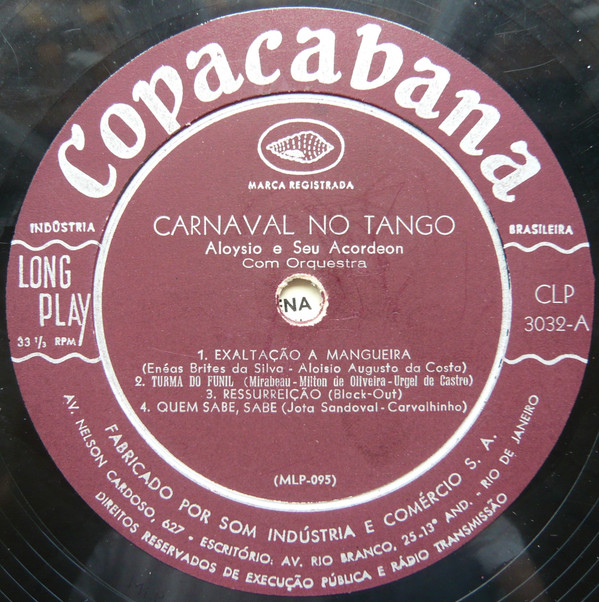 Copacabana
MARCA REGISTRADA
INDÚSTRIA
BRASILEIRA
CARNAVAL NO TANGO
Aloysio e Seu Acordeon
Com Orquestra
LONG
PLAY
33 1/3 RPM
CLP
3032-A
NA
1. EXALTAÇÃO A MANGUEIRA
(Enéas Brites da Silva - Aloisio Augusto da Costa)
2. TURMA DO FUNIL (Mirabeau - Milton de Oliveira - Urgel de Castro)
3. RESSURREIÇÃO (Black-Out)
4. QUEM SABE, SABE (Jota Sandoval - Carvalhinho)
(MLP-095)
FABRICADO POR SOM INDÚSTRIA E COMÉRCIO S. A.
AV. NELSON CARDOSO, 627 - ESCRITÓRIO: AV. RIO BRANCO, 25-13º AND. - RIO DE JANEIRO
DIREITOS RESERVADOS DE EXECUÇÃO PÚBLICA E RÁDIO TRANSMISSÃO